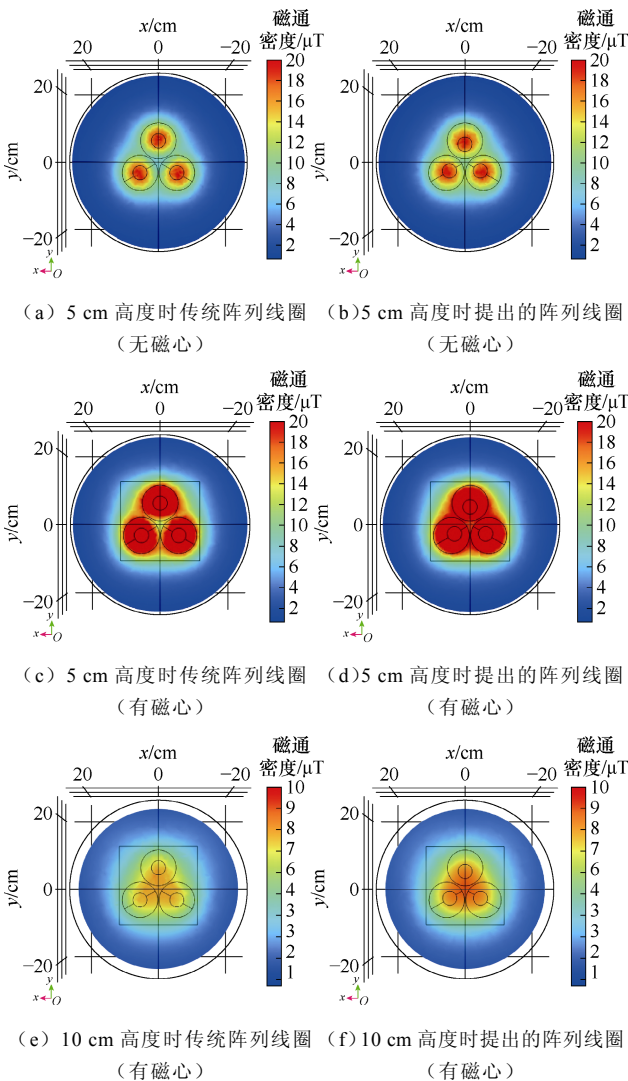 x/cm
20 0 −20
磁通
密度/μT
y/cm
20
0
−20
20
18
16
14
12
10
8
6
4
2
y
x O
(a) 5 cm 高度时传统阵列线圈
(无磁心)
x/cm
20 0 −20
磁通
密度/μT
y/cm
20
0
−20
20
18
16
14
12
10
8
6
4
2
y
x O
(b)5 cm 高度时提出的阵列线圈
(无磁心)
x/cm
20 0 −20
磁通
密度/μT
y/cm
20
0
−20
20
18
16
14
12
10
8
6
4
2
y
x O
(c) 5 cm 高度时传统阵列线圈
(有磁心)
x/cm
20 0 −20
磁通
密度/μT
y/cm
20
0
−20
20
18
16
14
12
10
8
6
4
2
y
x O
(d)5 cm 高度时提出的阵列线圈
(有磁心)
x/cm
20 0 −20
磁通
密度/μT
y/cm
20
0
−20
10
9
8
7
6
4
3
3
2
1
y
x O
(e) 10 cm 高度时传统阵列线圈
(有磁心)
x/cm
20 0 −20
磁通
密度/μT
y/cm
20
0
−20
10
9
8
7
6
4
3
3
2
1
y
x O
(f)10 cm 高度时提出的阵列线圈
(有磁心)